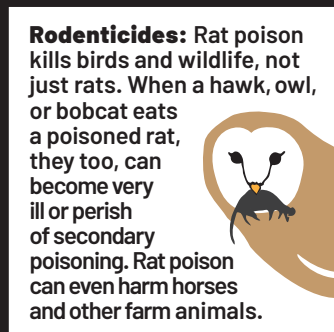 Rodenticides: Rat poison
kills birds and wildlife, not
just rats. When a hawk, owl,
or bobcat eats
a poisoned rat,
they too, can
become very
ill or perish
of secondary
poisoning. Rat poison
can even harm horses
and other farm animals.